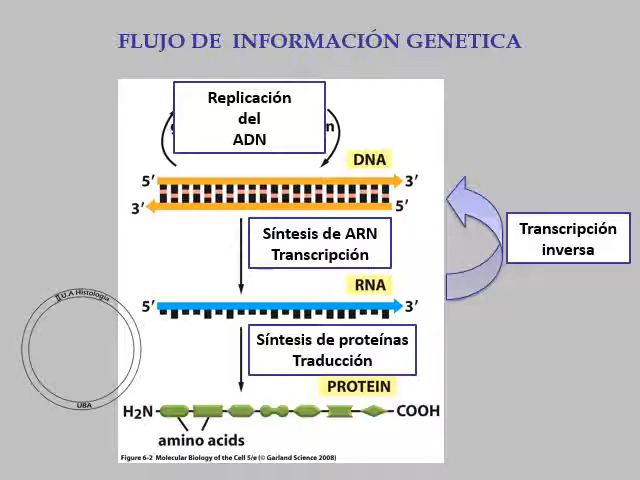 FLUJO DE INFORMACIÓN GENETICA
Replicación
del
ADN
n
DNA
5′
3′
3′
5′
Síntesis de ARN
Transcripción
Transcripción
inversa
RNA
5′
3′
II U.A Histología
UBA
Síntesis de proteínas
Traducción
PROTEIN
H2N
COOH
amino acids
Figure 6-2 Molecular Biology of the Cell 5/e (© Garland Science 2008)